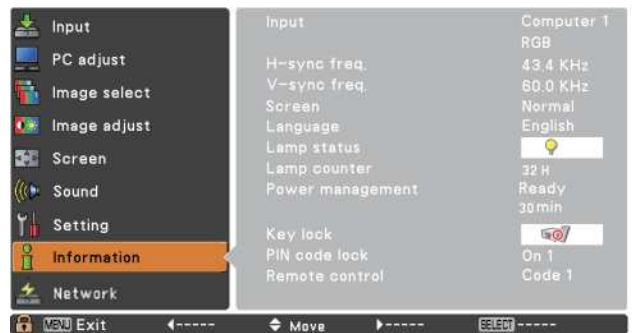 Input
PC adjust
Image select
Image adjust
Screen
Sound
Setting
Information
Network
Input Computer 1
RGB
H-sync freq. 43.4 KHz
V-sync freq. 60.0 KHz
Screen Normal
Language English
Lamp status
Lamp counter 32 H
Power management Ready
30 min
Key lock
PIN code lock On 1
Remote control Code 1
MENU Exit ◀----- ◆ Move ▶----- SELECT -----